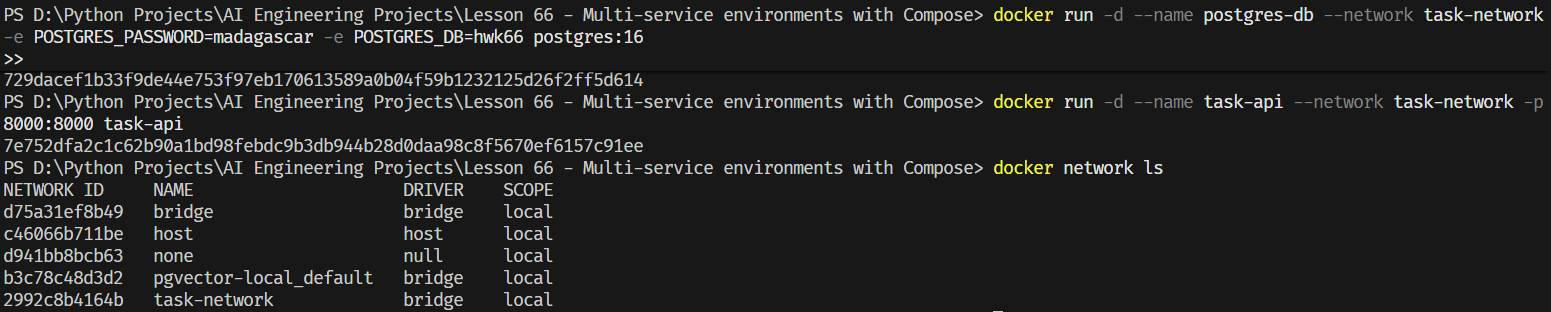 PS D:\Python Projects\AI Engineering Projects\Lesson 66 - Multi-service environments with Compose> docker run -d --name postgres-db --network task-network
-e POSTGRES_PASSWORD=madagascar -e POSTGRES_DB=hwk66 postgres:16
>>
729dacef1b33f9de44e753f97eb170613589a0b04f59b1232125d26f2ff5d614
PS D:\Python Projects\AI Engineering Projects\Lesson 66 - Multi-service environments with Compose> docker run -d --name task-api --network task-network -p
8000:8000 task-api
7e752dfa2c1c62b90a1bd98febdc9b3db944b28d0daa98c8f5670ef6157c91ee
PS D:\Python Projects\AI Engineering Projects\Lesson 66 - Multi-service environments with Compose> docker network ls
NETWORK ID     NAME                     DRIVER    SCOPE
d75a31ef8b49   bridge                   bridge    local
c46066b711be   host                     host      local
d941bb8bcb63   none                     null      local
b3c78c48d3d2   pgvector-local_default   bridge    local
2992c8b4164b   task-network             bridge    local